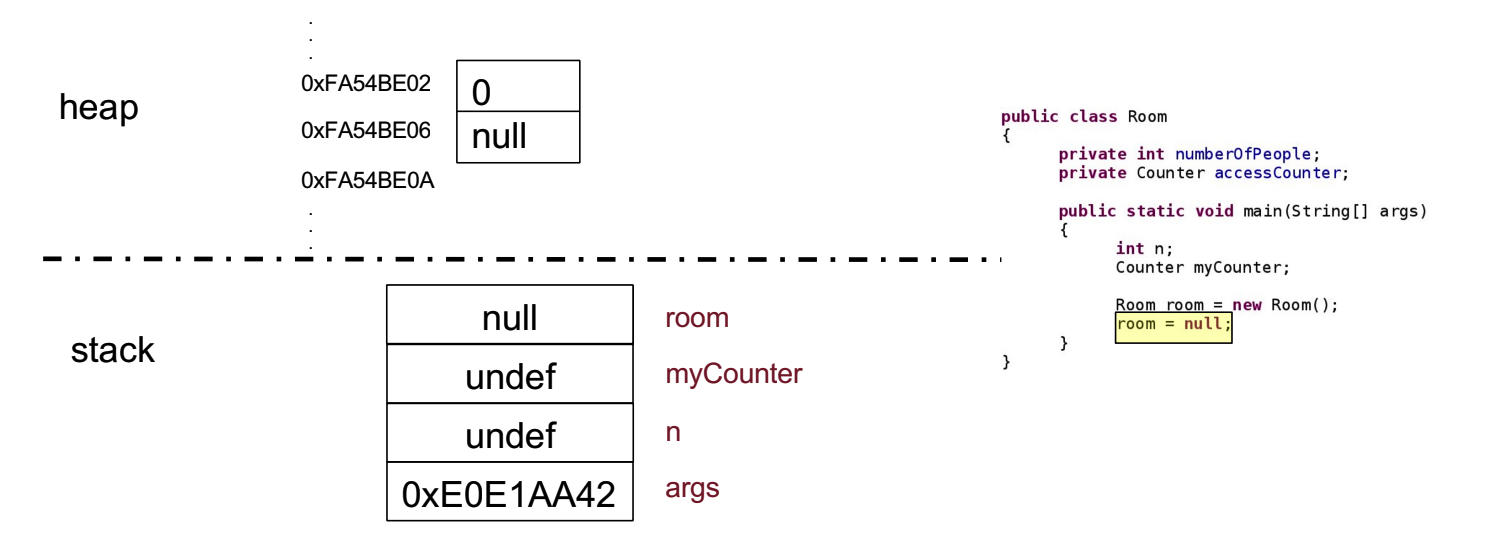 heap
0xFA54BE02 0
0xFA54BE06 null
0xFA54BE0A
stack
null room
undef myCounter
undef n
0xE0E1AA42 args
public class Room
{
private int numberOfPeople;
private Counter accessCounter;
public static void main(String[] args)
{
int n;
Counter myCounter;
Room room = new Room();
room = null;
}
}